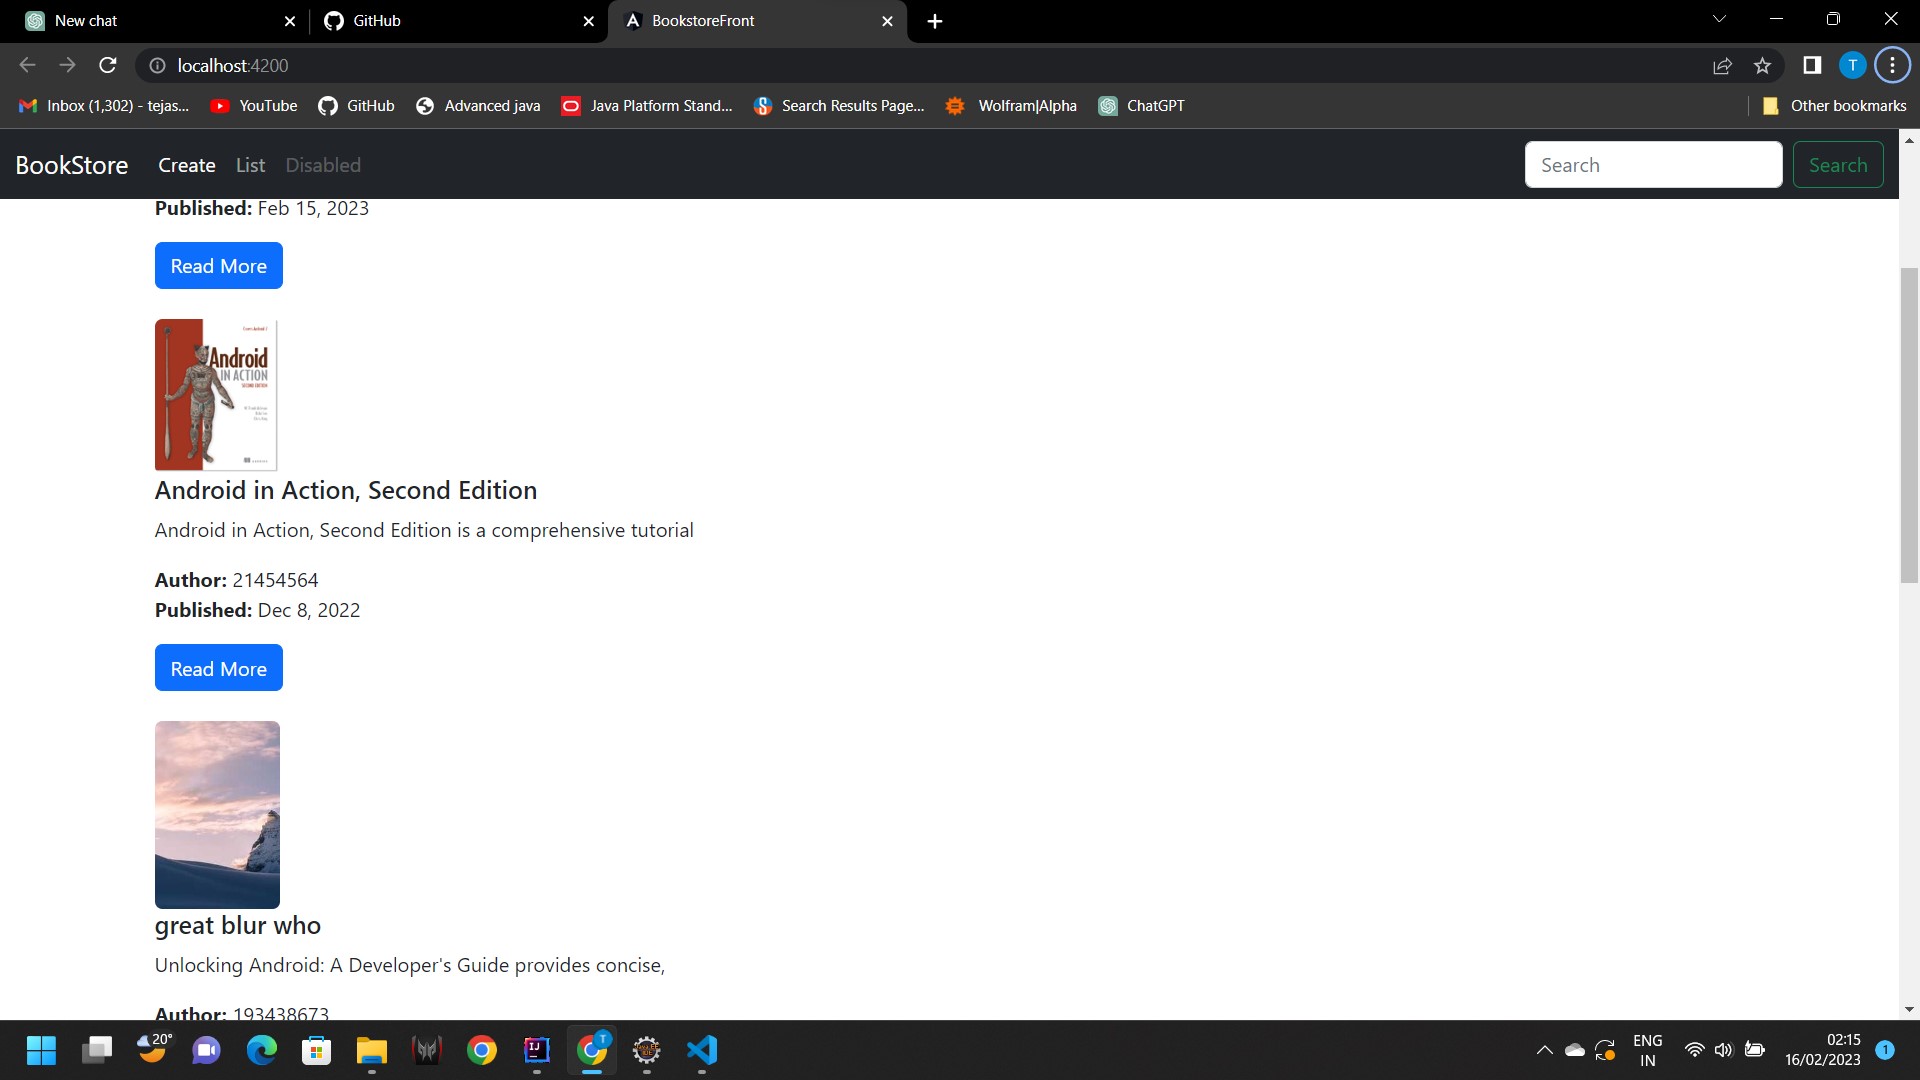 New chat
GitHub
BookstoreFront
localhost:4200
T
Inbox (1,302) - tejas...
YouTube
GitHub
Advanced java
Java Platform Stand...
Search Results Page...
Wolfram|Alpha
ChatGPT
Other bookmarks
BookStore
Create
List
Disabled
Search
Search
Published: Feb 15, 2023
Read More
Android
IN ACTION
SECOND EDITION
Android in Action, Second Edition
Android in Action, Second Edition is a comprehensive tutorial
Author: 21454564
Published: Dec 8, 2022
Read More
great blur who
Unlocking Android: A Developer's Guide provides concise,
Author: 193438673
20°
IJ
T
ENG
IN
02:15
16/02/2023
1